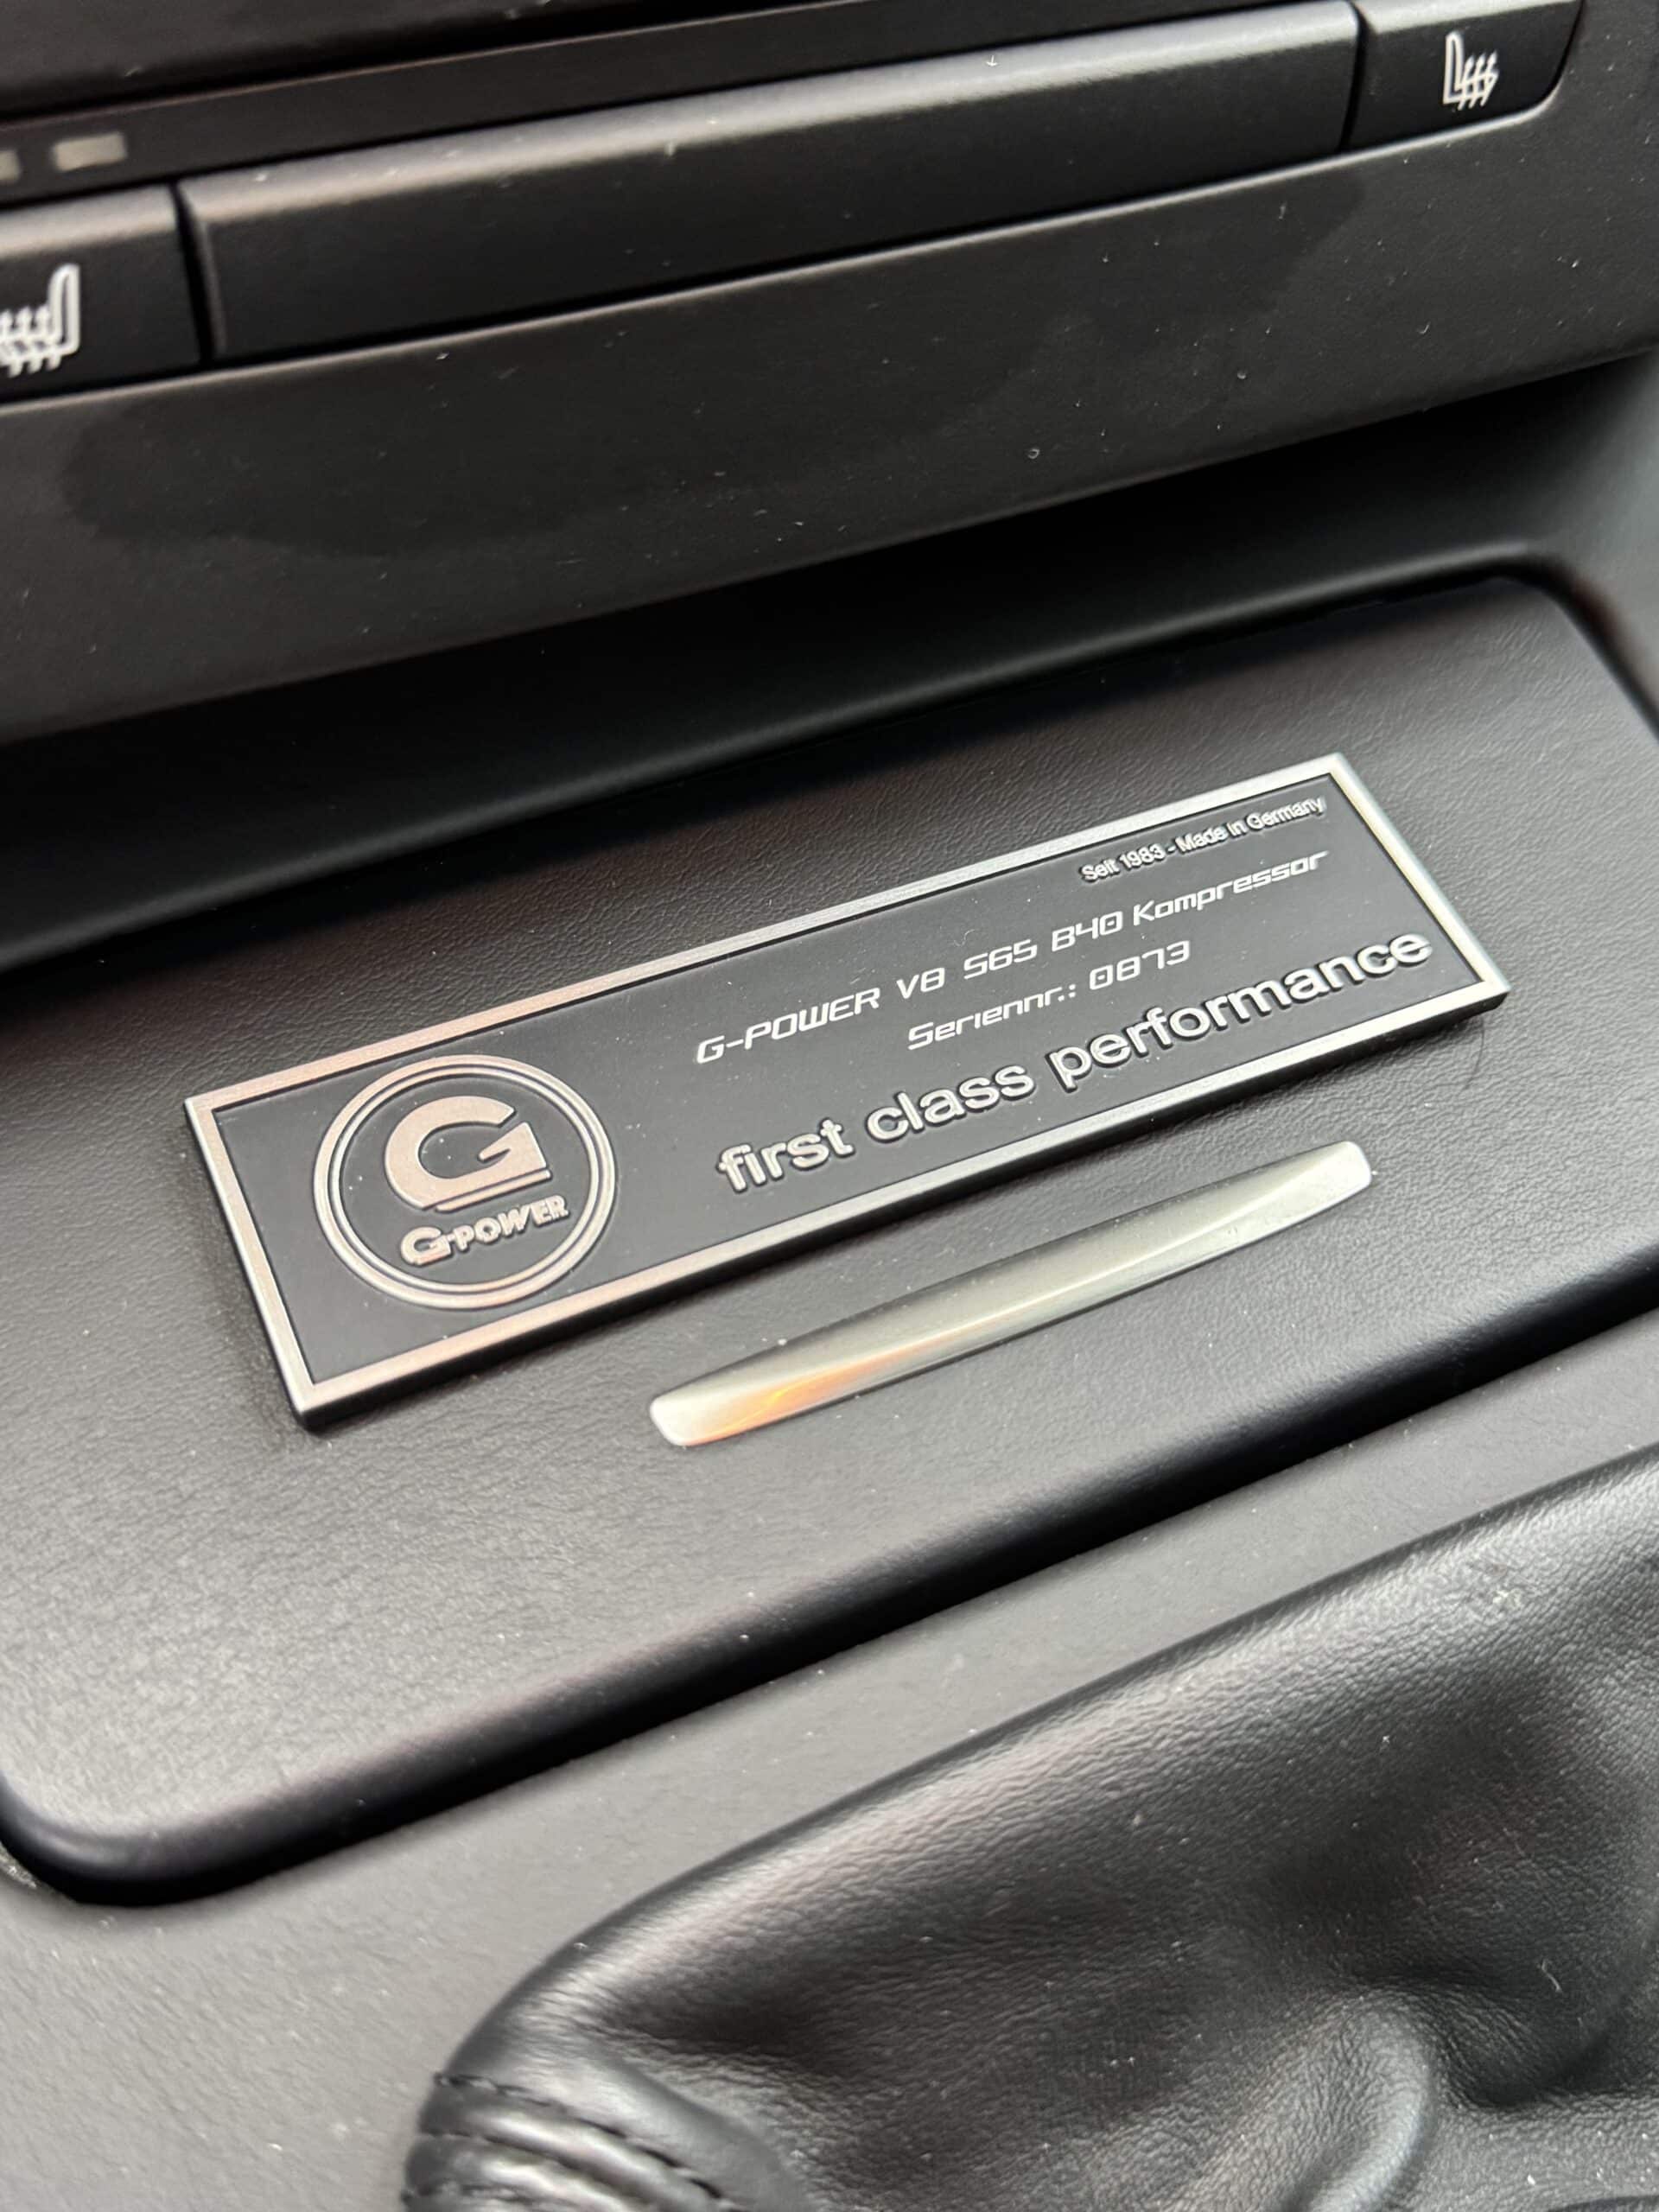 Seit 1983 - Made in Germany
G-POWER V8 S65 B40 Kompressor
Seriennr.: 0873
first class performance
G
G-POWER